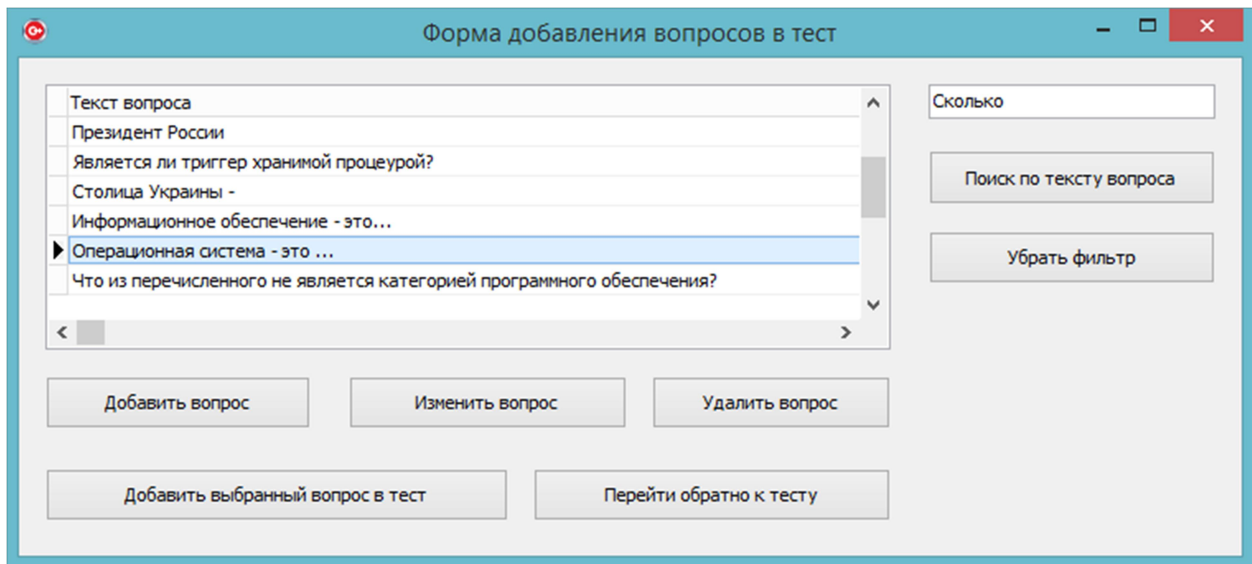 Форма добавления вопросов в тест
Текст вопроса
Президент России
Является ли триггер хранимой процеурой?
Столица Украины -
Информационное обеспечение - это...
Операционная система - это ...
Что из перечисленного не является категорией программного обеспечения?
Сколько
Поиск по тексту вопроса
Убрать фильтр
Добавить вопрос
Изменить вопрос
Удалить вопрос
Добавить выбранный вопрос в тест
Перейти обратно к тесту